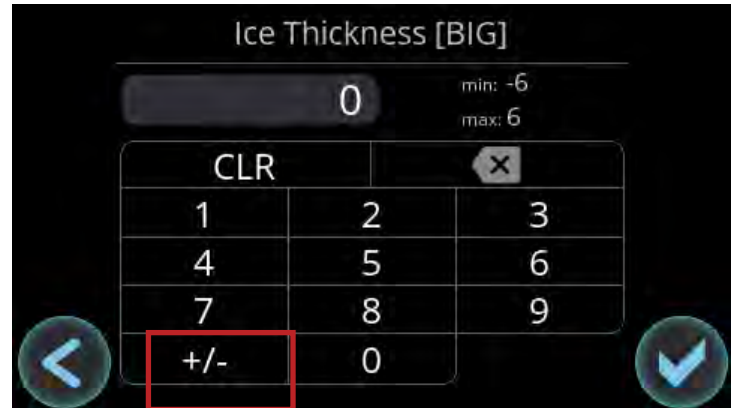 Ice Thickness [BIG]
0
min: -6
max: 6
CLR
1 2 3
4 5 6
7 8 9
+/- 0